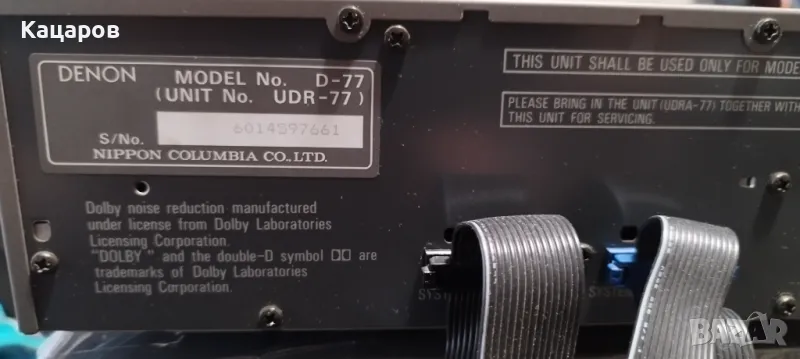 Кацаров
DENON MODEL No. D-77
(UNIT No. UDR-77)
S/No. 6014597661
NIPPON COLUMBIA CO.,LTD.
THIS UNIT SHALL BE USED ONLY FOR MODE
PLEASE BRING IN THE UNIT (UDRA-77) TOGETHER WITH
THIS UNIT FOR SERVICING.
Dolby noise reduction manufactured
under license from Dolby Laboratories
Licensing Corporation.
"DOLBY" and the double-D symbol are
trademarks of Dolby Laboratories
Licensing Corporation.
SYST
SYSTE
BAZAR